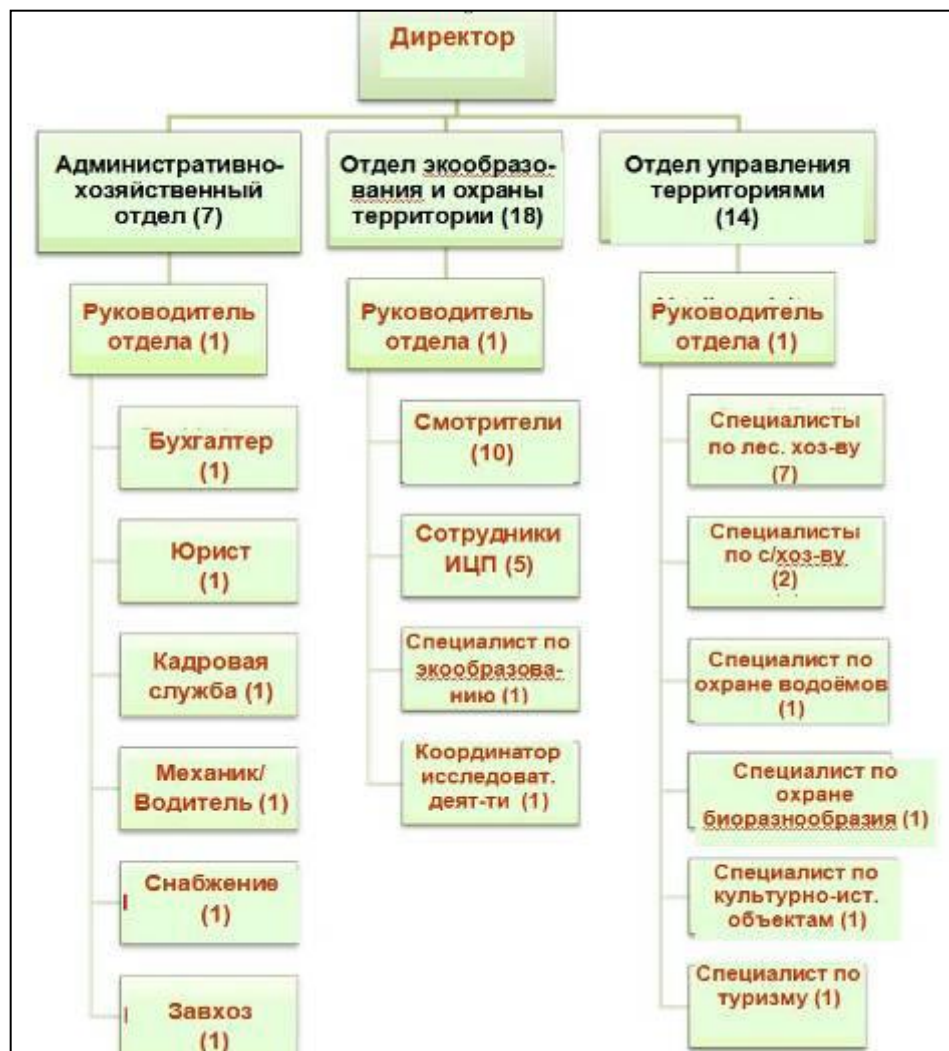 Директор
Административно-
хозяйственный
отдел (7)
Руководитель
отдела (1)
Бухгалтер
(1)
Юрист
(1)
Кадровая
служба (1)
Механик/
Водитель (1)
Снабжение
(1)
Завхоз
(1)
Отдел экообразо-
вания и охраны
территории (18)
Руководитель
отдела (1)
Смотрители
(10)
Сотрудники
ИЦП (5)
Специалист по
экообразова-
нию (1)
Координатор
исследоват.
деят-ти (1)
Отдел управления
территориями
(14)
Руководитель
отдела (1)
Специалисты
по лес. хоз-ву
(7)
Специалисты
по с/хоз-ву
(2)
Специалист по
охране водоёмов
(1)
Специалист по
охране
биоразнообразия (1)
Специалист по
культурно-ист.
объектам (1)
Специалист по
туризму (1)